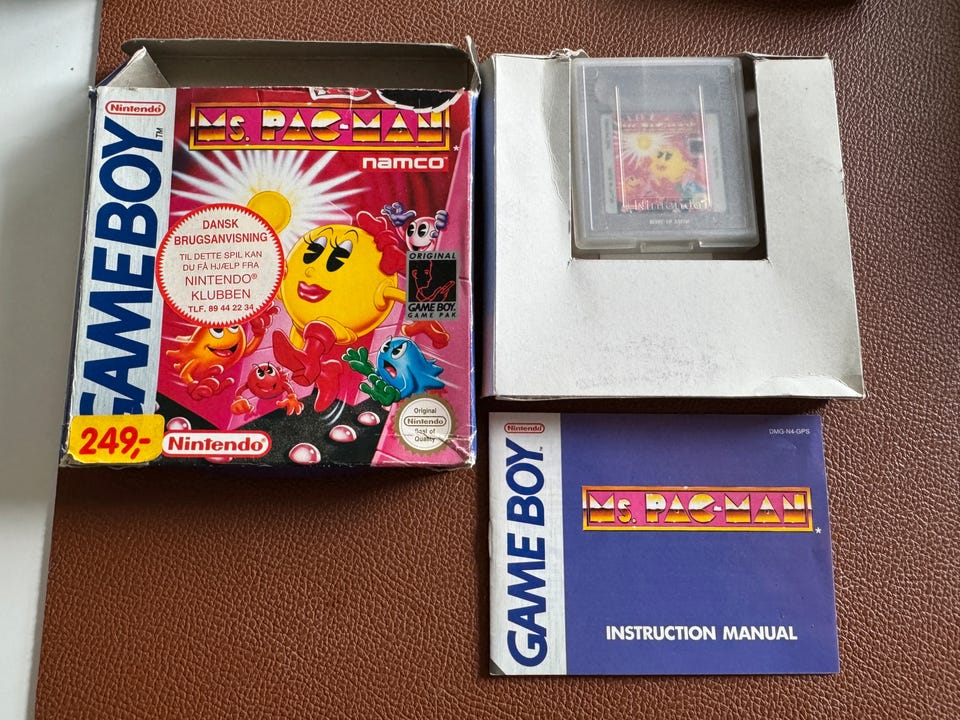 Nintendo
GAME BOY
TM
Ms. PAC-MAN
*
namco
DANSK
BRUGSANVISNING
TIL DETTE SPIL KAN
DU FÅ HJÆLP FRA
NINTENDO®
KLUBBEN
TLF. 89 44 22 34
ORIGINAL
GAME BOY
GAME PAK
249,-
Nintendo®
Original
Nintendo
Seal of
Quality
Nintendo
Nintendo
GAME BOY
DMG-N4-GPS
Ms. PAC-MAN
*
INSTRUCTION MANUAL